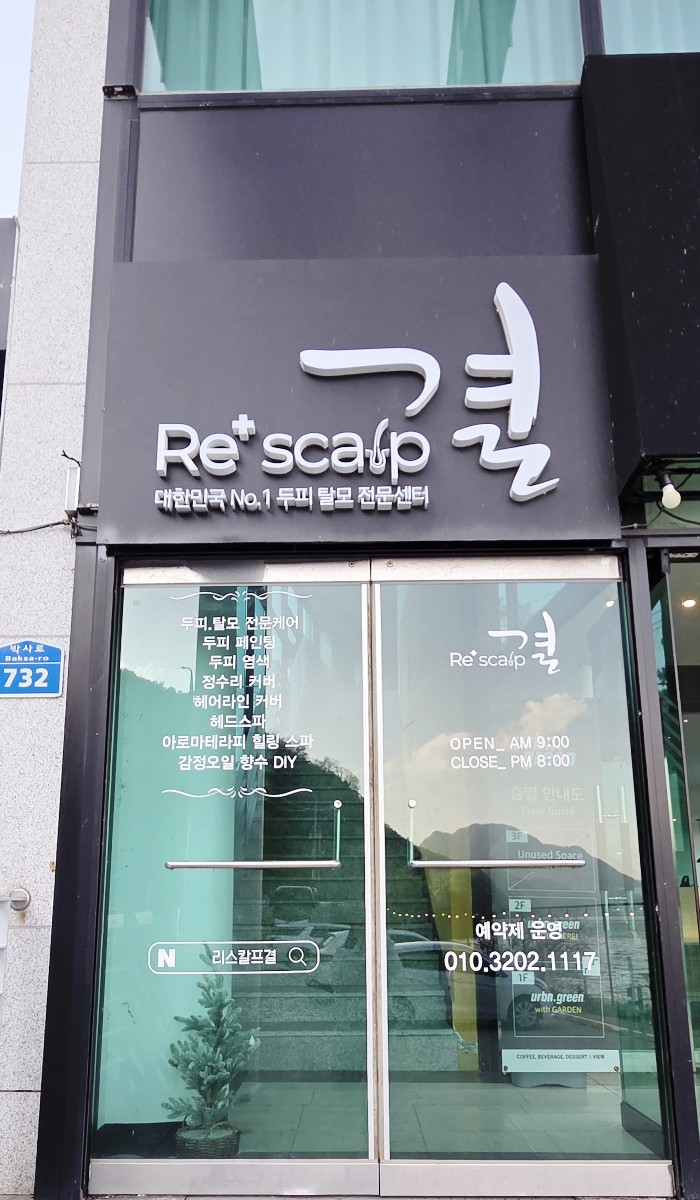 결
Re+scalp
대한민국 No.1 두피 탈모 전문센터
박사로
Baksa-ro
732
두피.탈모 전문케어
두피 페인팅
두피 염색
정수리 커버
헤어라인 커버
헤드스파
아로마테라피 힐링 스파
감정오일 향수 DIY
N 리스칼프결
결
Re+scalp
OPEN_ AM 9:00
CLOSE_ PM 8:00
층별 안내도
Floor Guide
3F
Unused Space
2F
urbn.green
예약제 운영
010.3202.1117
1F
urbn.green
with GARDEN
COFFEE, BEVERAGE, DESSERT & VIEW